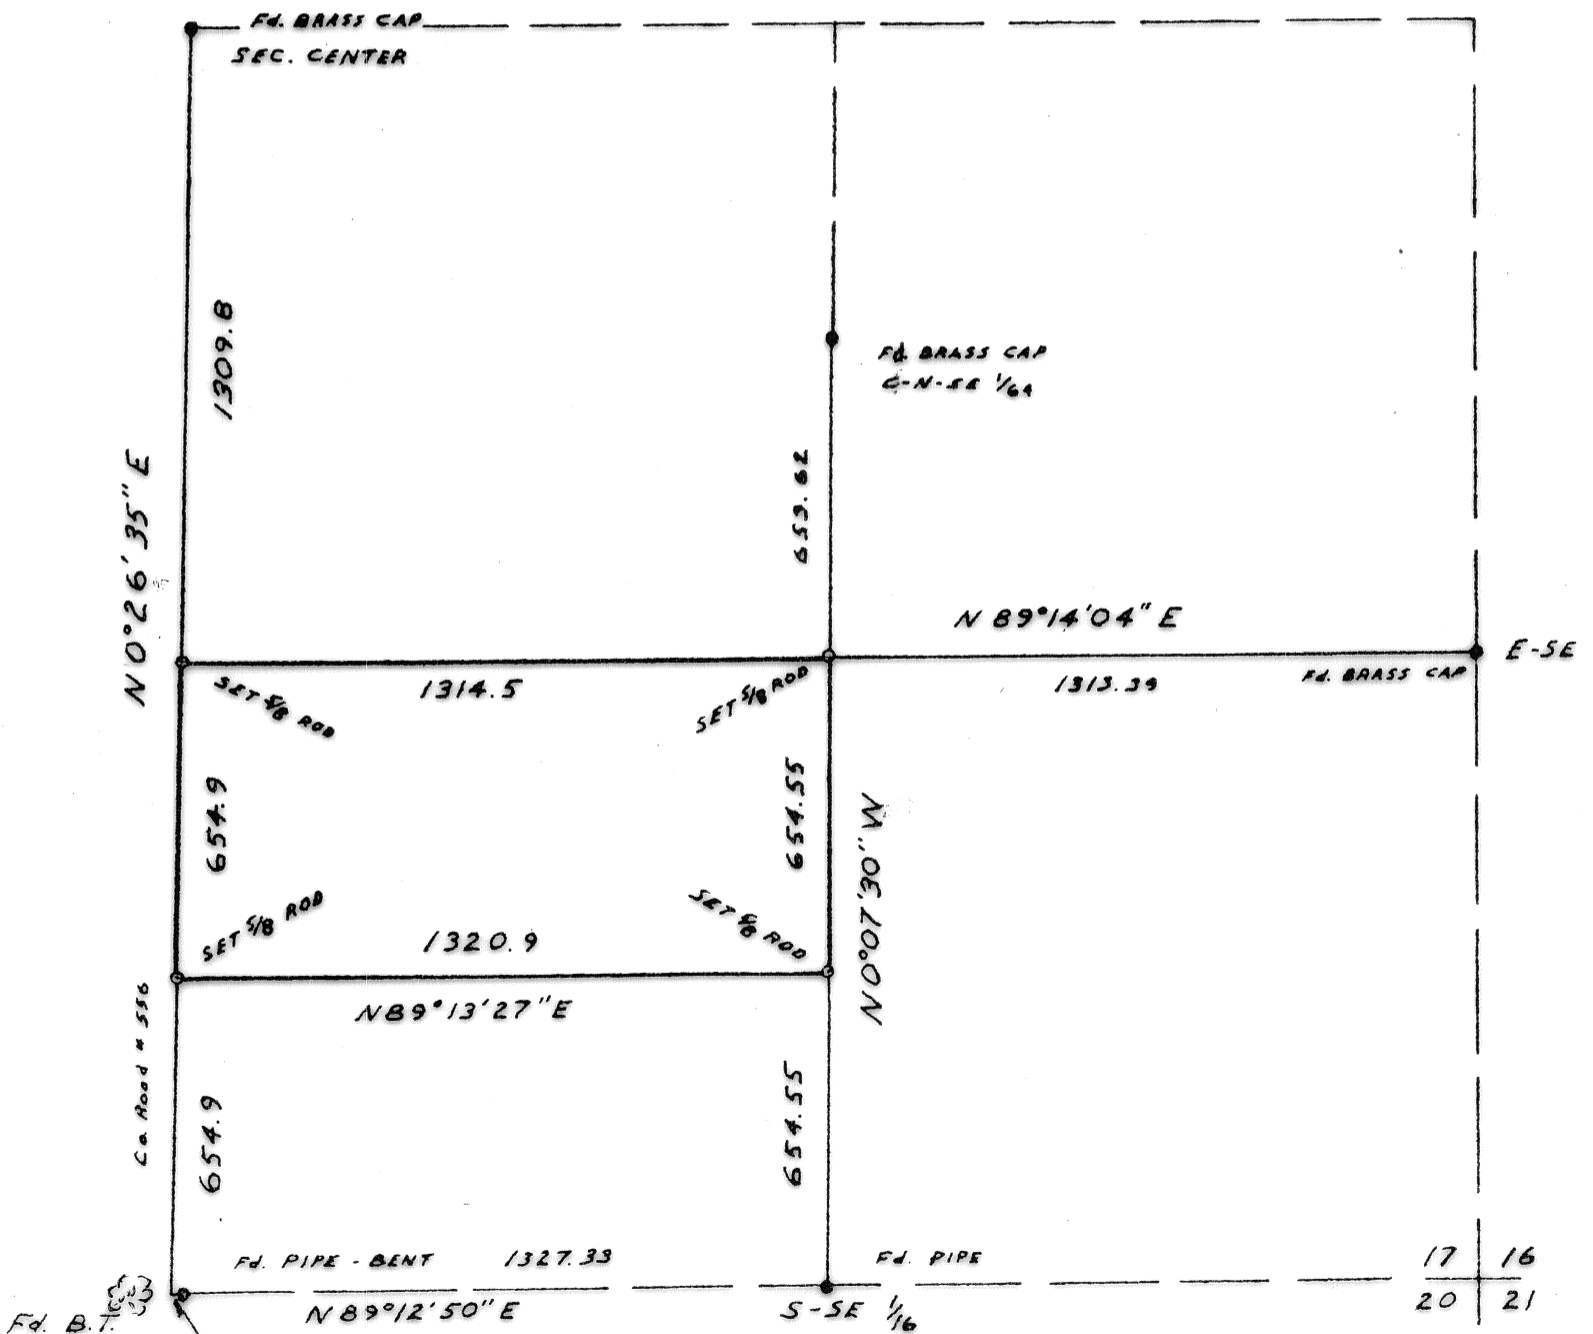 Fd. BRASS CAP
SEC. CENTER
1309.8
Fd. BRASS CAP
C-N-SE 1/64
N0°26'35"E
659.62
N 89°14'04" E
E-SE
Fd. BRASS CAP
1314.5
1313.39
SET 5/8 ROD
SET 5/8 ROD
654.9
654.55
N0°07'30"W
SET 5/8 ROD
SET 5/8 ROD
1320.9
N89°13'27"E
Co Road # 556
654.9
654.55
Fd. PIPE - BENT 1327.33
Fd. PIPE
17 16
20 21
Fd. B.T.
N89°12'50"E
S-SE 1/16